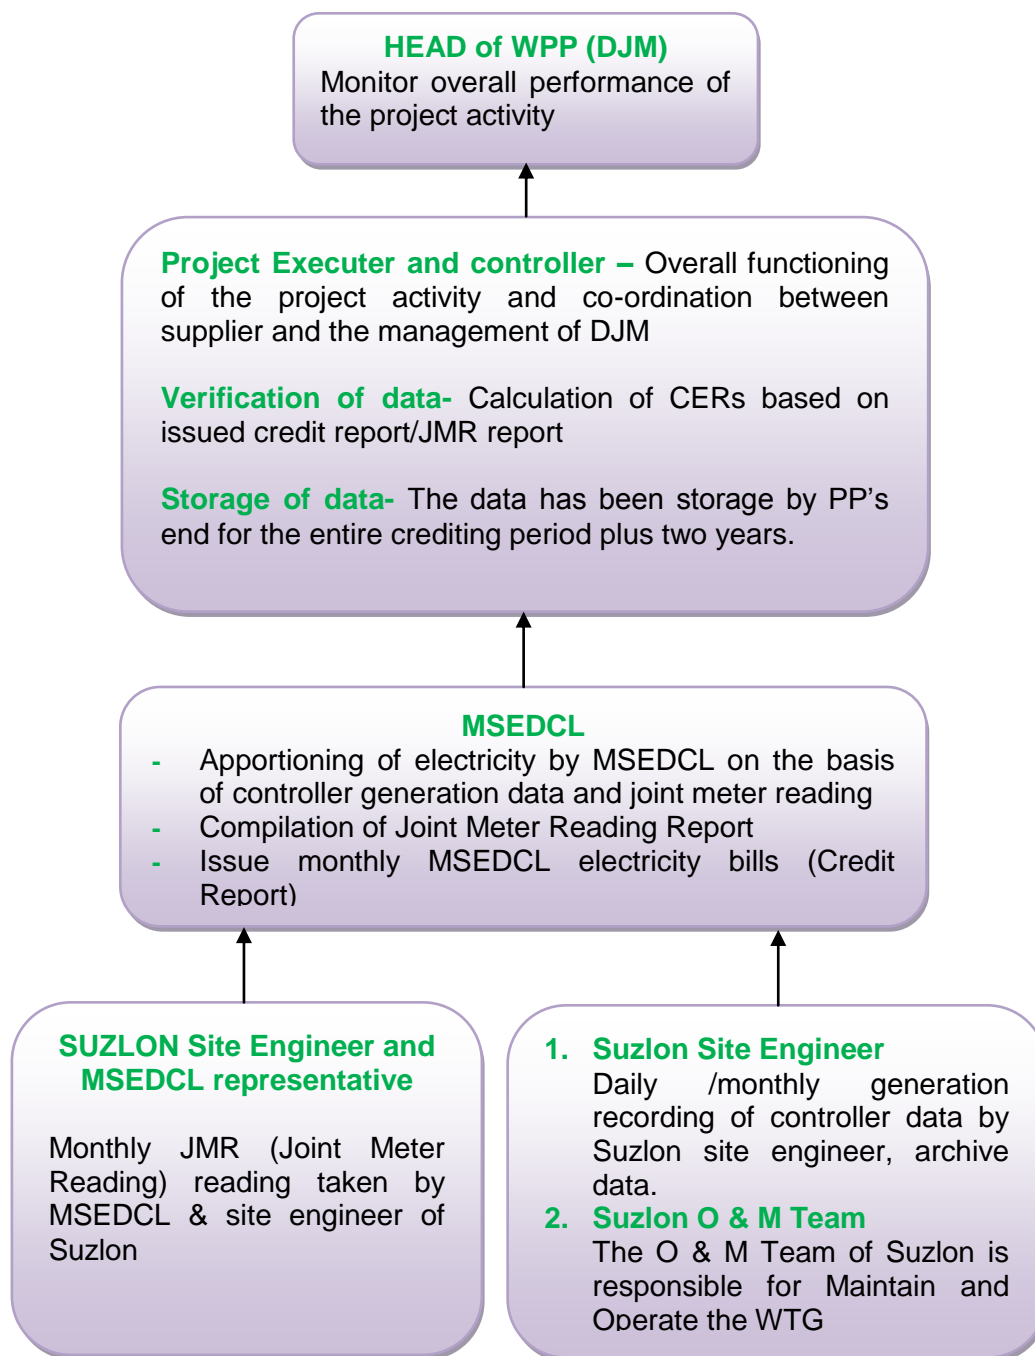 HEAD of WPP (DJM)
Monitor overall performance of
the project activity
Project Executer and controller – Overall functioning
of the project activity and co-ordination between
supplier and the management of DJM
Verification of data- Calculation of CERs based on
issued credit report/JMR report
Storage of data- The data has been storage by PP’s
end for the entire crediting period plus two years.
MSEDCL
- Apportioning of electricity by MSEDCL on the basis
of controller generation data and joint meter reading
- Compilation of Joint Meter Reading Report
- Issue monthly MSEDCL electricity bills (Credit
Report)
SUZLON Site Engineer and
MSEDCL representative
Monthly JMR (Joint Meter
Reading) reading taken by
MSEDCL & site engineer of
Suzlon
1. Suzlon Site Engineer
Daily /monthly generation
recording of controller data by
Suzlon site engineer, archive
data.
2. Suzlon O & M Team
The O & M Team of Suzlon is
responsible for Maintain and
Operate the WTG